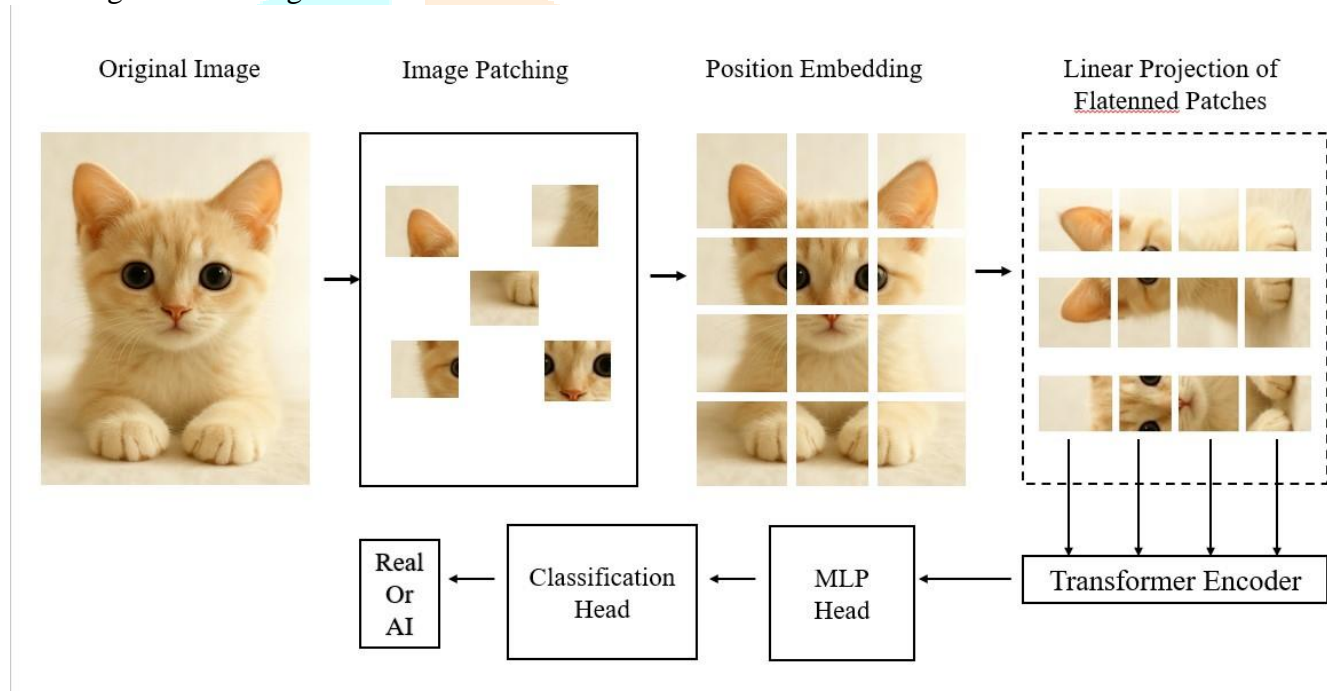 Original Image
Image Patching
Position Embedding
Linear Projection of
Flatenned Patches
Transformer Encoder
MLP
Head
Classification
Head
Real
Or
AI